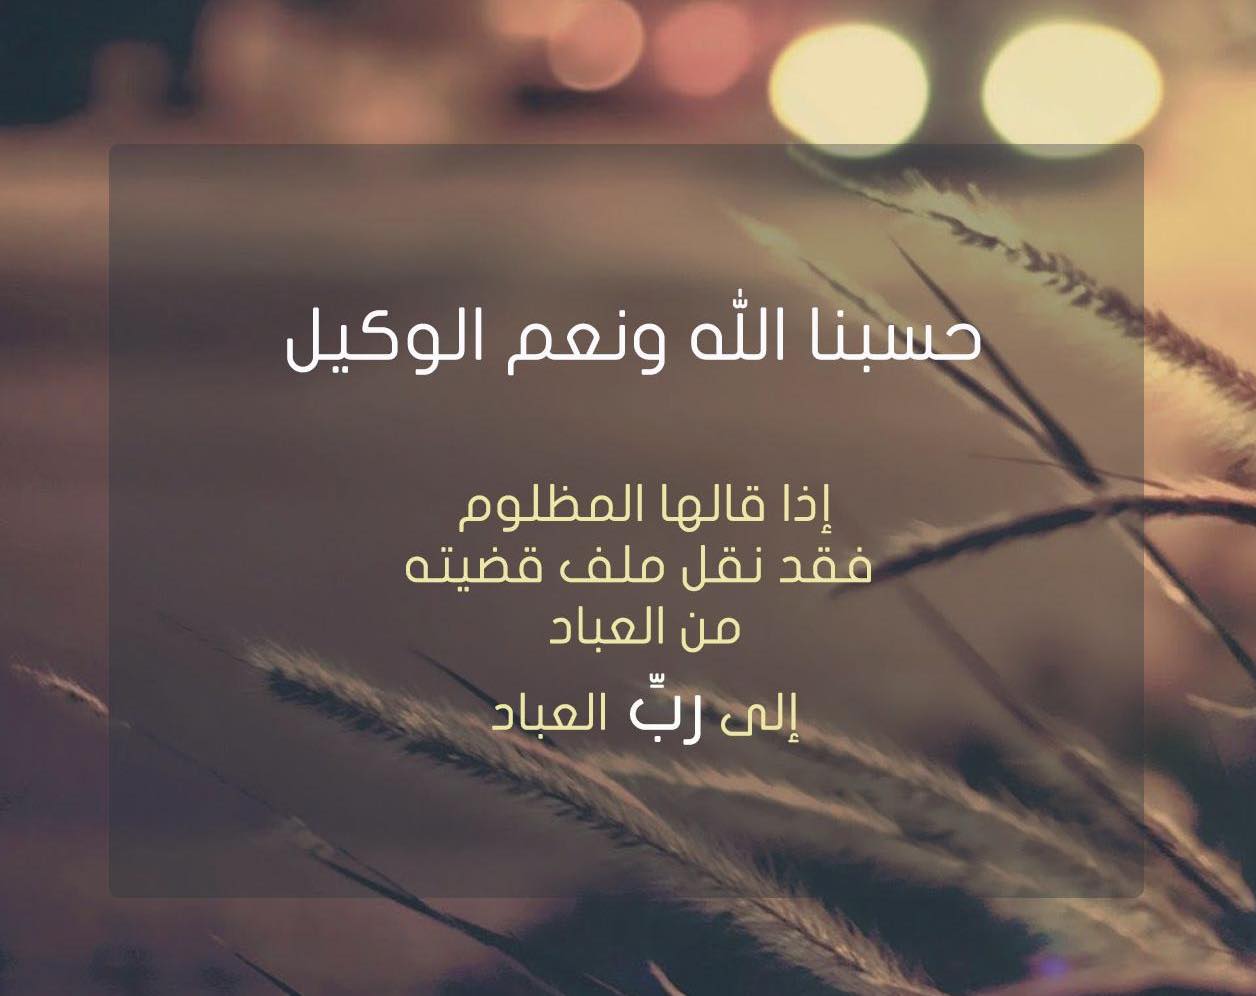 حسبنا الله ونعم الوكيل
إذا قالها المظلوم
فقد نقل ملف قضيته
من العباد
إلى ربِّ العباد